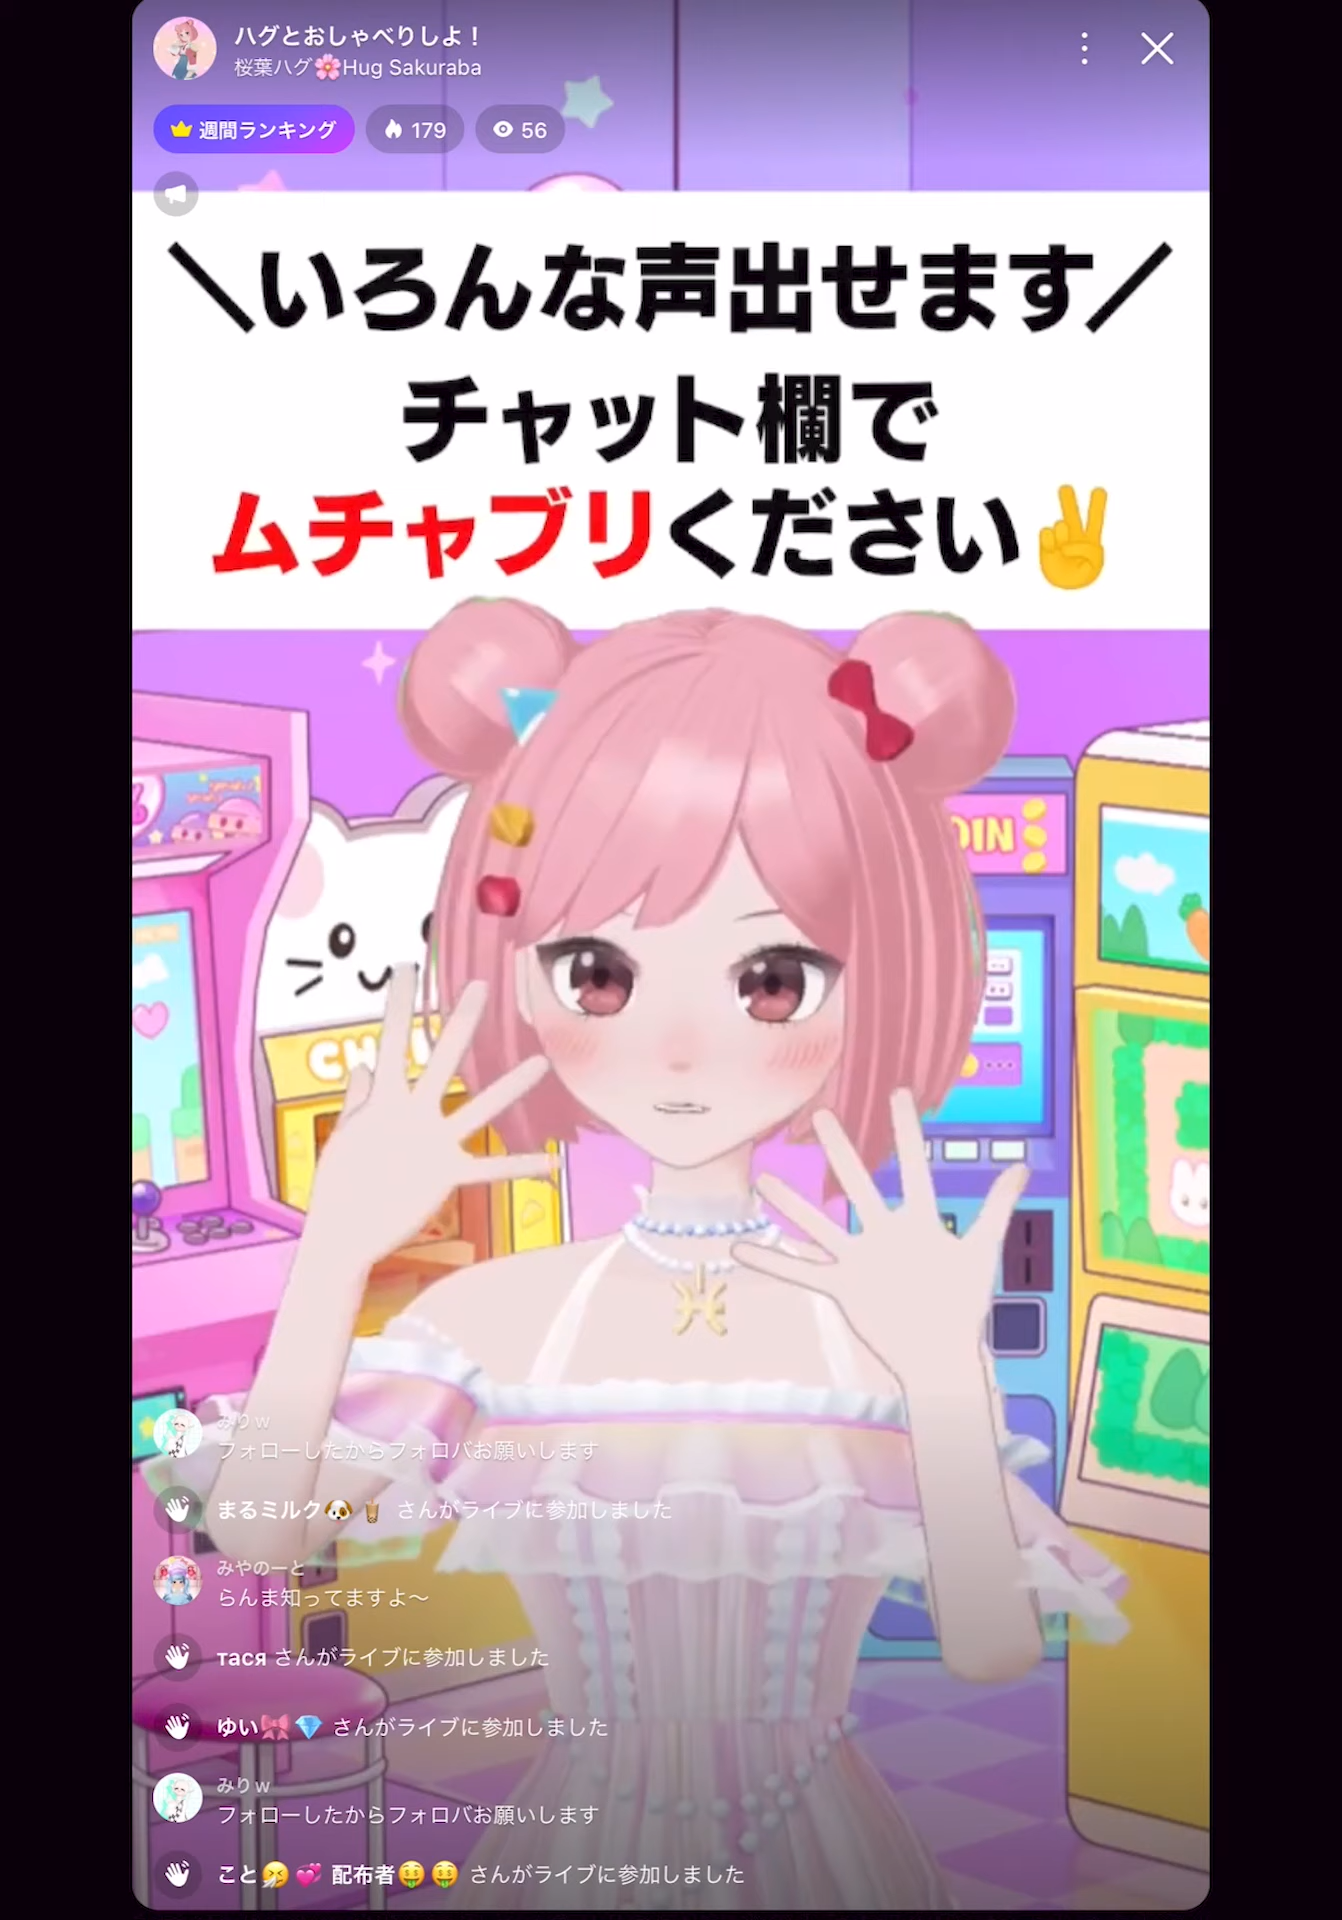 ハグとおしゃべりしよ！
桜葉ハグ🌸Hug Sakuraba
週間ランキング 179 56
＼いろんな声出せます／
チャット欄で
ムチャブリください✌
みりｗ
フォローしたからフォロバお願いします
まるミルク🐶🧋 さんがライブに参加しました
みやのーと
らんま知ってますよ〜
тася さんがライブに参加しました
ゆい🎀💎 さんがライブに参加しました
みりｗ
フォローしたからフォロバお願いします
こと🤧💞 配布者🤑🤑 さんがライブに参加しました